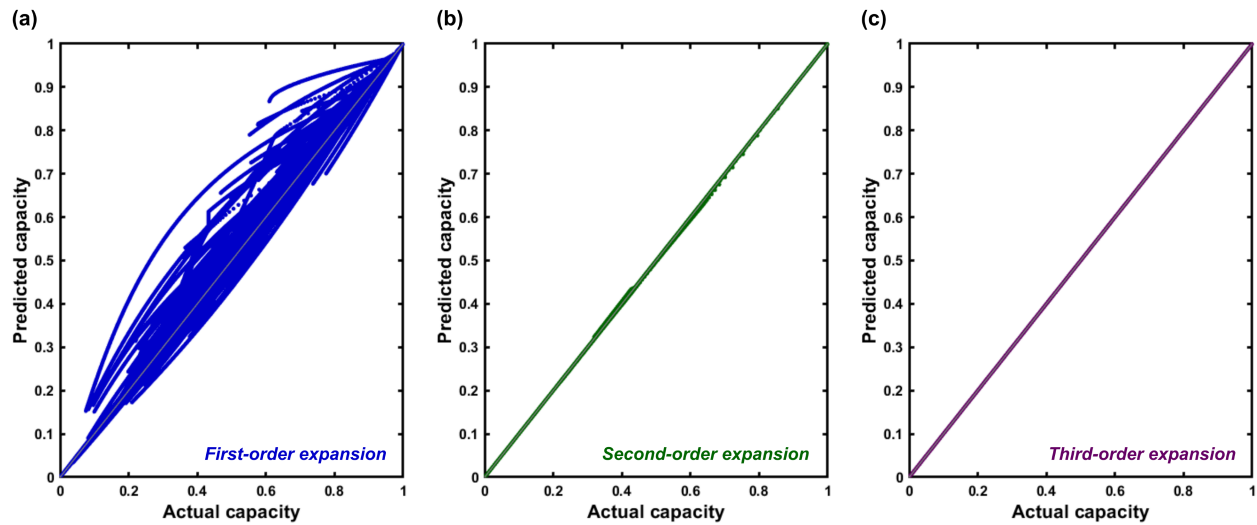 (a)
1
0.9
0.8
0.7
0.6
0.5
0.4
0.3
0.2
0.1
0
Predicted capacity
First-order expansion
0 0.2 0.4 0.6 0.8 1
Actual capacity
(b)
1
0.9
0.8
0.7
0.6
0.5
0.4
0.3
0.2
0.1
0
Predicted capacity
Second-order expansion
0 0.2 0.4 0.6 0.8 1
Actual capacity
(c)
1
0.9
0.8
0.7
0.6
0.5
0.4
0.3
0.2
0.1
0
Predicted capacity
Third-order expansion
0 0.2 0.4 0.6 0.8 1
Actual capacity